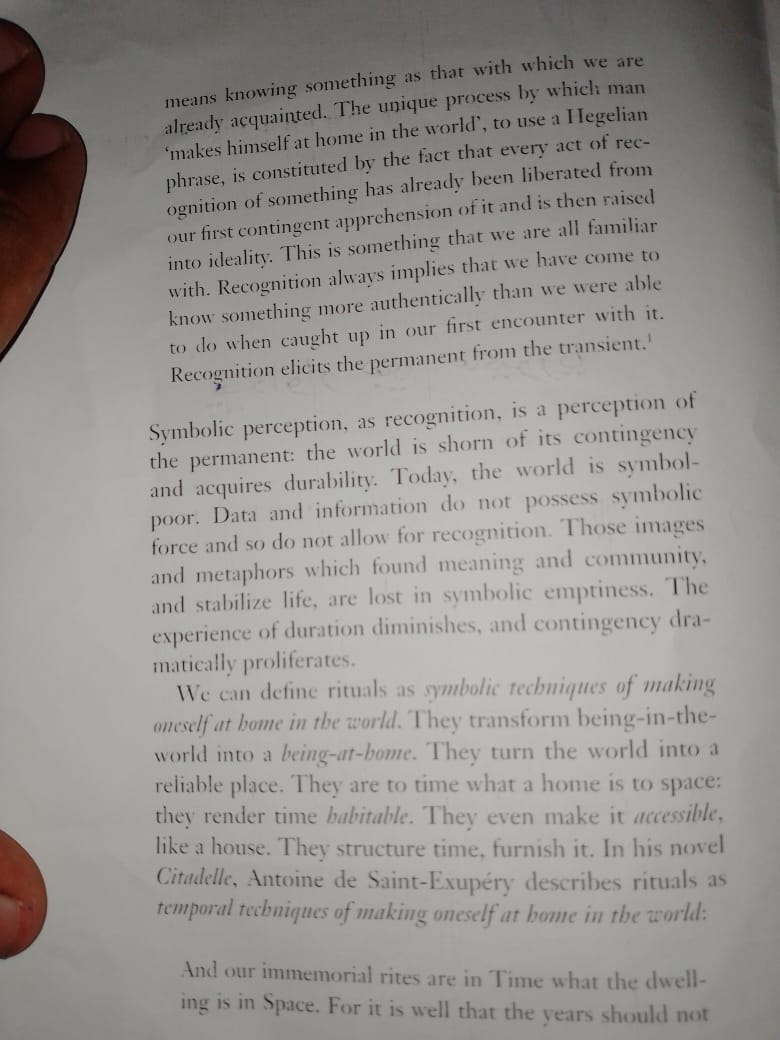 means knowing something as that with which we are
already acquainted. The unique process by which man
‘makes himself at home in the world’, to use a Hegelian
phrase, is constituted by the fact that every act of rec-
ognition of something has already been liberated from
our first contingent apprehension of it and is then raised
into ideality. This is something that we are all familiar
with. Recognition always implies that we have come to
know something more authentically than we were able
to do when caught up in our first encounter with it.
Recognition elicits the permanent from the transient.¹
Symbolic perception, as recognition, is a perception of
the permanent: the world is shorn of its contingency
and acquires durability. Today, the world is symbol-
poor. Data and information do not possess symbolic
force and so do not allow for recognition. Those images
and metaphors which found meaning and community,
and stabilize life, are lost in symbolic emptiness. The
experience of duration diminishes, and contingency dra-
matically proliferates.
We can define rituals as symbolic techniques of making
oneself at home in the world. They transform being-in-the-
world into a being-at-home. They turn the world into a
reliable place. They are to time what a home is to space:
they render time habitable. They even make it accessible,
like a house. They structure time, furnish it. In his novel
Citadelle, Antoine de Saint-Exupéry describes rituals as
temporal techniques of making oneself at home in the world:
And our immemorial rites are in Time what the dwell-
ing is in Space. For it is well that the years should not